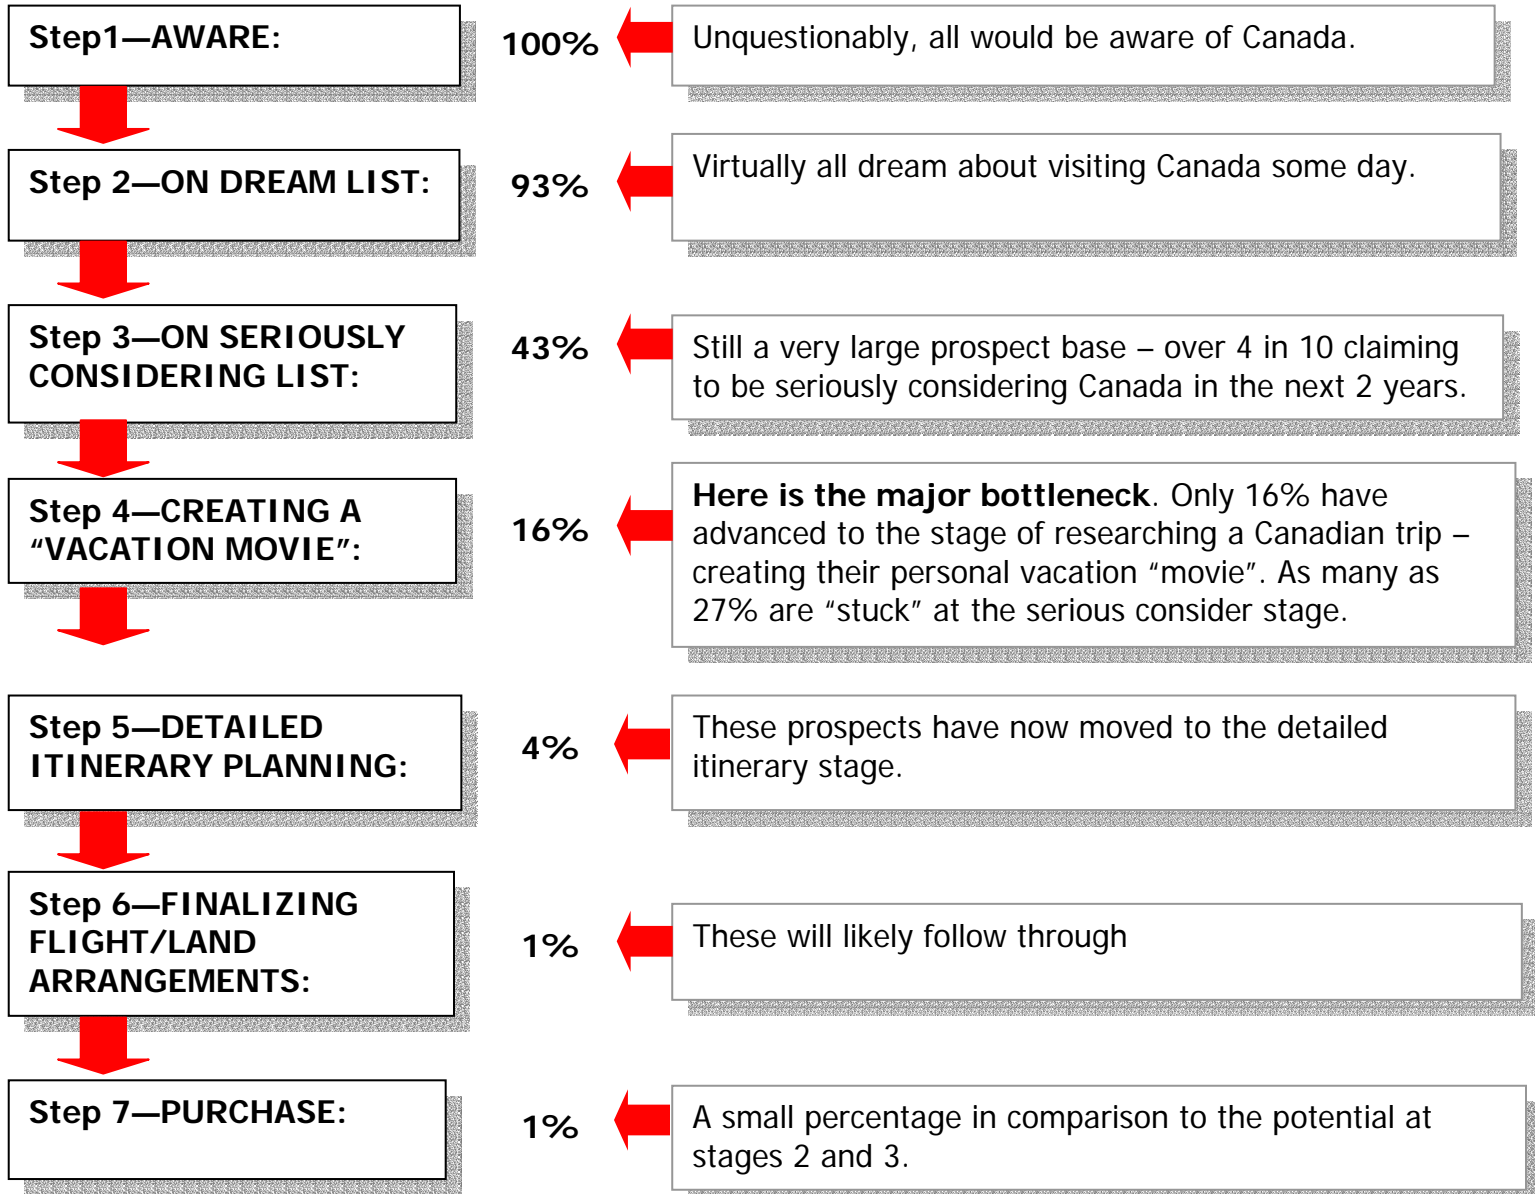 Step1—AWARE:
100%
Unquestionably, all would be aware of Canada.
Step 2—ON DREAM LIST:
93%
Virtually all dream about visiting Canada some day.
Step 3—ON SERIOUSLY
CONSIDERING LIST:
43%
Still a very large prospect base – over 4 in 10 claiming
to be seriously considering Canada in the next 2 years.
Step 4—CREATING A
“VACATION MOVIE”:
16%
Here is the major bottleneck. Only 16% have
advanced to the stage of researching a Canadian trip –
creating their personal vacation “movie”. As many as
27% are “stuck” at the serious consider stage.
Step 5—DETAILED
ITINERARY PLANNING:
4%
These prospects have now moved to the detailed
itinerary stage.
Step 6—FINALIZING
FLIGHT/LAND
ARRANGEMENTS:
1%
These will likely follow through
Step 7—PURCHASE:
1%
A small percentage in comparison to the potential at
stages 2 and 3.